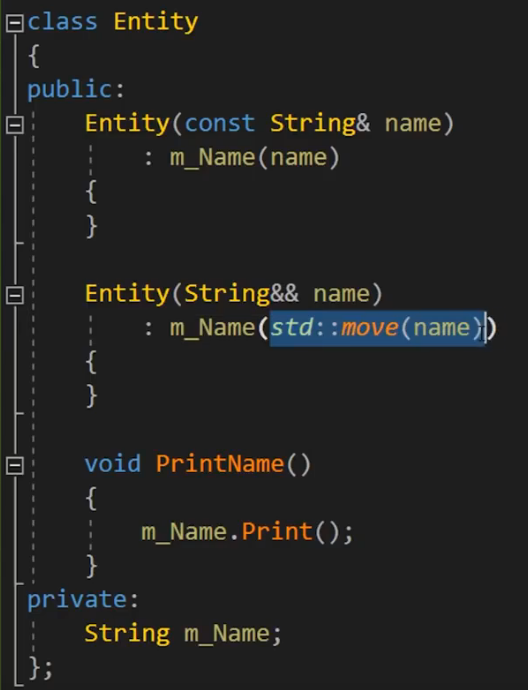 class Entity
{
public:
    Entity(const String& name)
        : m_Name(name)
    {
    }
    Entity(String&& name)
        : m_Name(std::move(name))
    {
    }
    void PrintName()
    {
        m_Name.Print();
    }
private:
    String m_Name;
};